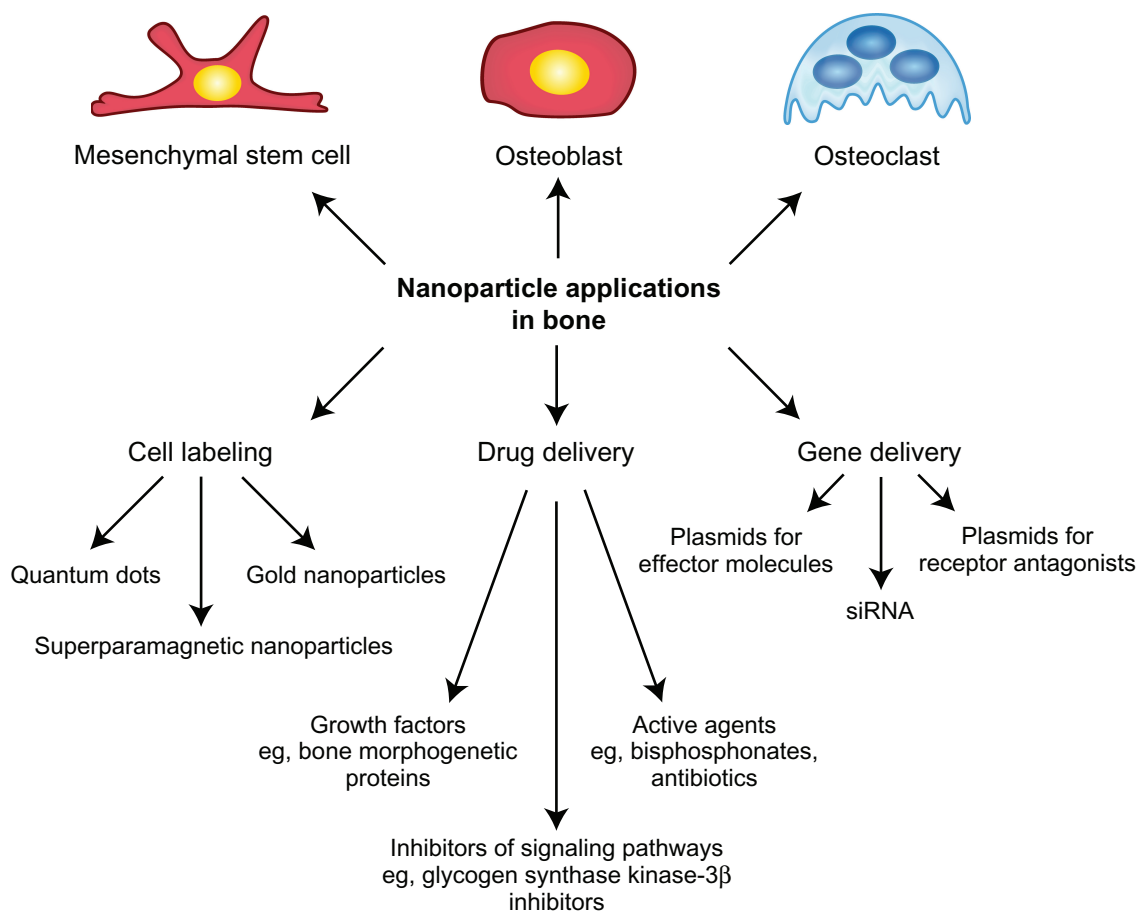 Mesenchymal stem cell
Osteoblast
Osteoclast
Nanoparticle applications
in bone
Cell labeling
Drug delivery
Gene delivery
Quantum dots
Gold nanoparticles
Superparamagnetic nanoparticles
Plasmids for
effector molecules
Plasmids for
receptor antagonists
siRNA
Growth factors
eg, bone morphogenetic
proteins
Active agents
eg, bisphosphonates,
antibiotics
Inhibitors of signaling pathways
eg, glycogen synthase kinase-3β
inhibitors